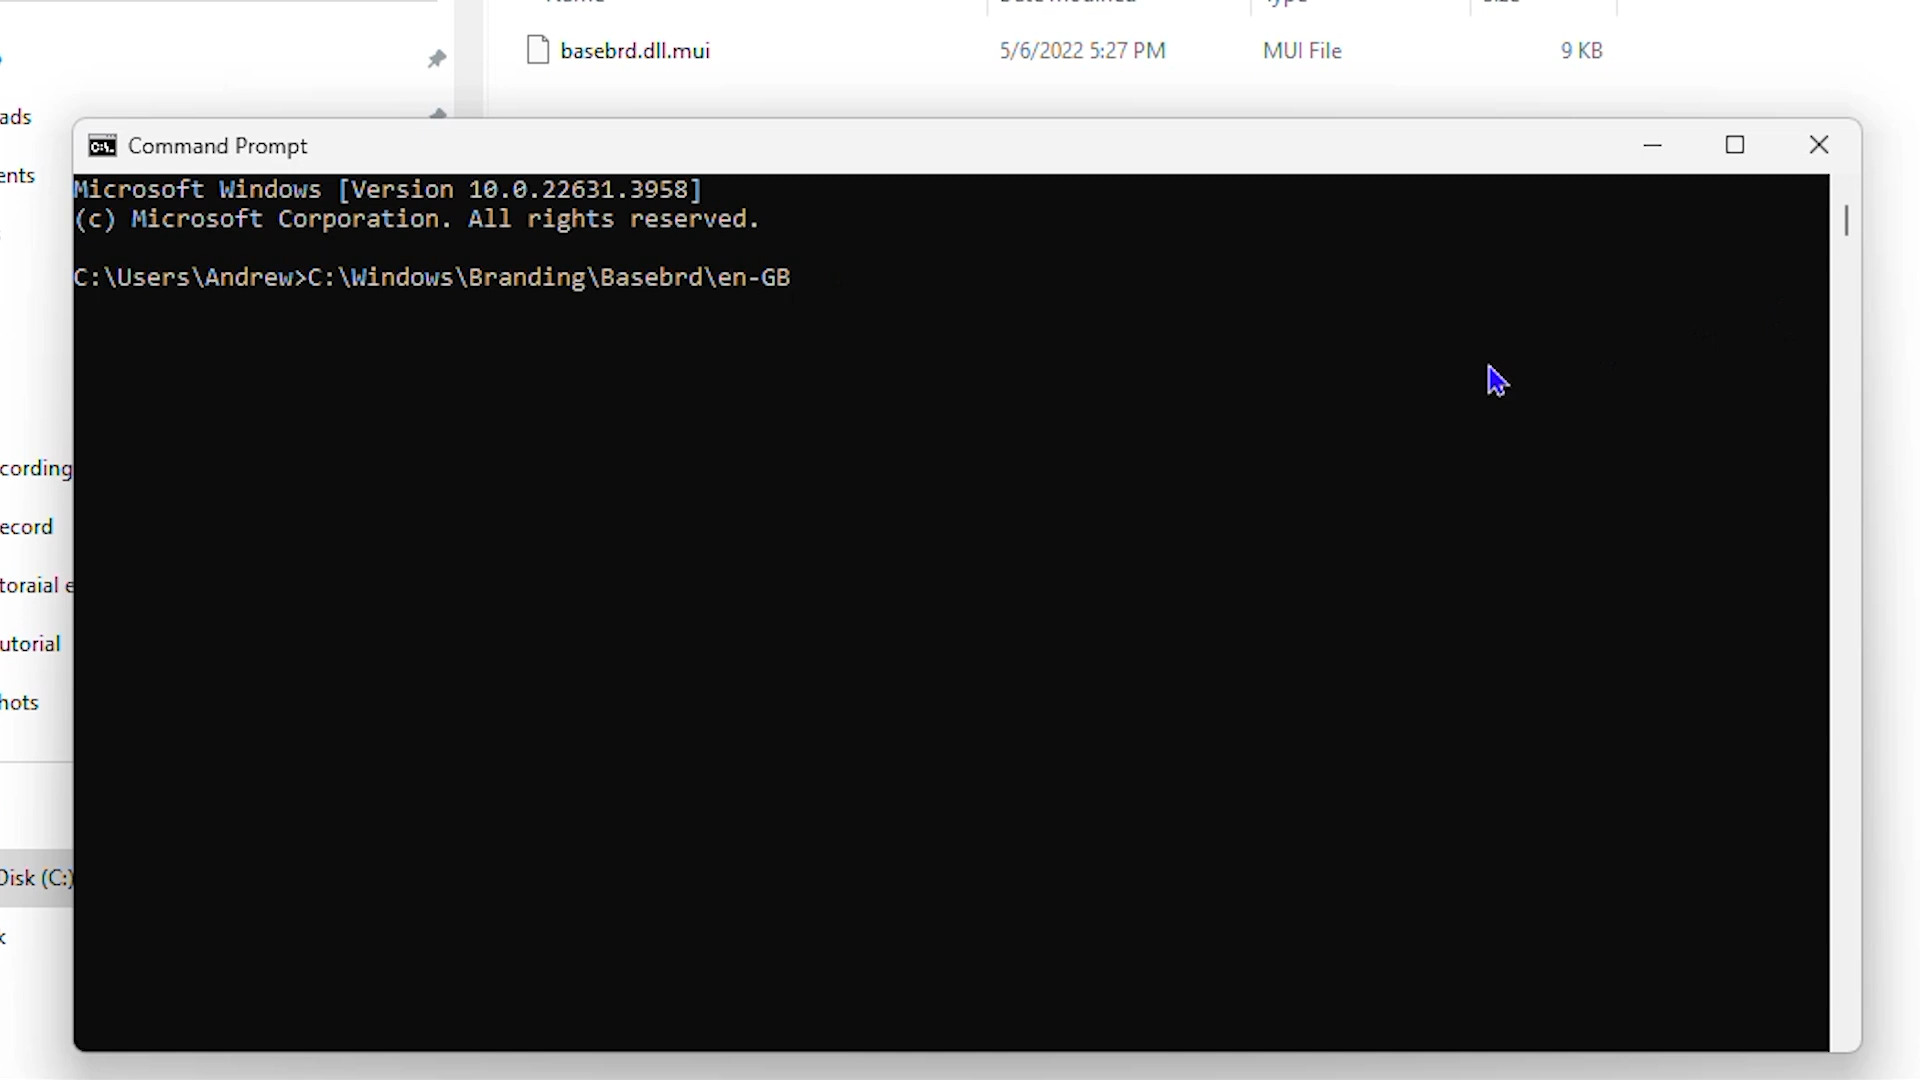 basebrd.dll.mui 5/6/2022 5:27 PM MUI File 9 KB
ads
Command Prompt
ents
Microsoft Windows [Version 10.0.22631.3958]
(c) Microsoft Corporation. All rights reserved.
C:\Users\Andrew>C:\Windows\Branding\Basebrd\en-GB
cording
ecord
toraial e
utorial
hots
Disk (C:)
k